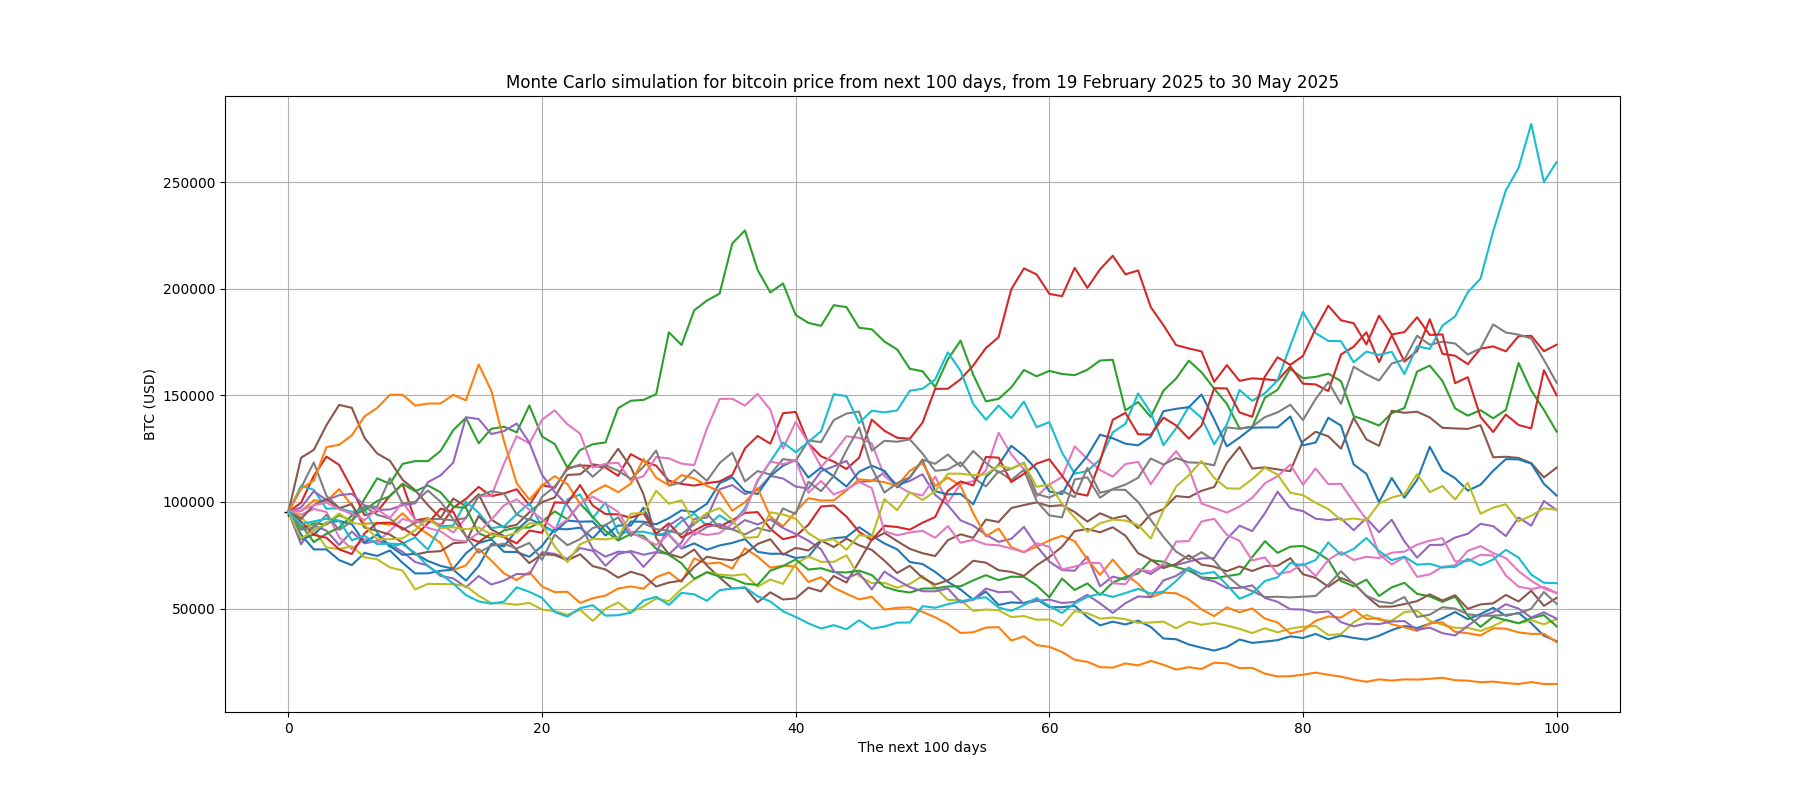 Monte Carlo simulation for bitcoin price from next 100 days, from 19 February 2025 to 30 May 2025
BTC (USD)
250000
200000
150000
100000
50000
0 20 40 60 80 100
The next 100 days